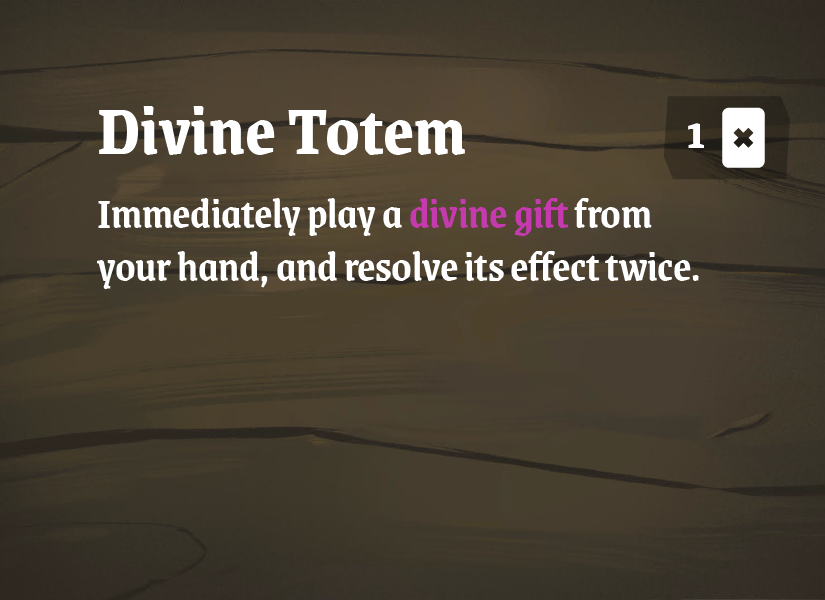 Divine Totem
1 ✖
Immediately play a divine gift from
your hand, and resolve its effect twice.